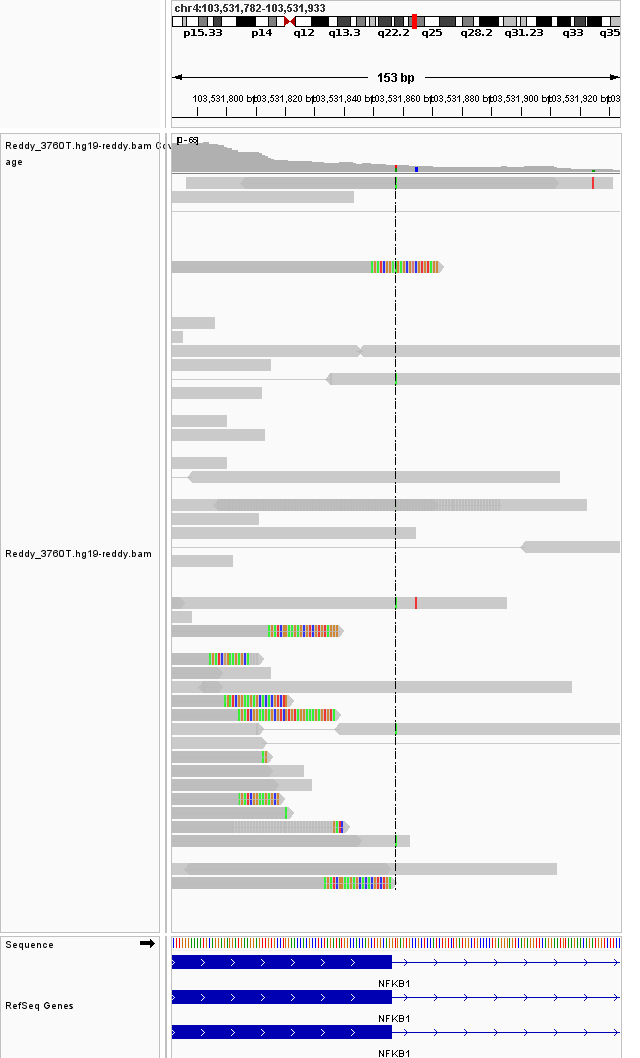 chr4:103,531,782-103,531,933
p15.33 p14 q12 q13.3 q22.2 q25 q28.2 q31.23 q33 q35
153 bp
103,531,800 bp 103,531,820 bp 103,531,840 bp 103,531,860 bp 103,531,880 bp 103,531,900 bp 103,531,920 bp
Reddy_3760T.hg19-reddy.bam Cov
age
Reddy_3760T.hg19-reddy.bam
Sequence
NFKB1
RefSeq Genes
NFKB1
NFKB1